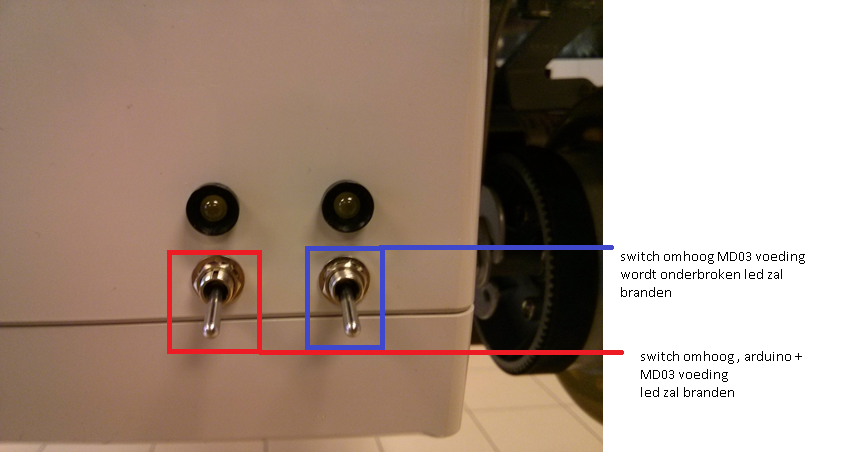 switch omhoog MD03 voeding
wordt onderbroken led zal
branden
switch omhoog , arduino +
MD03 voeding
led zal branden